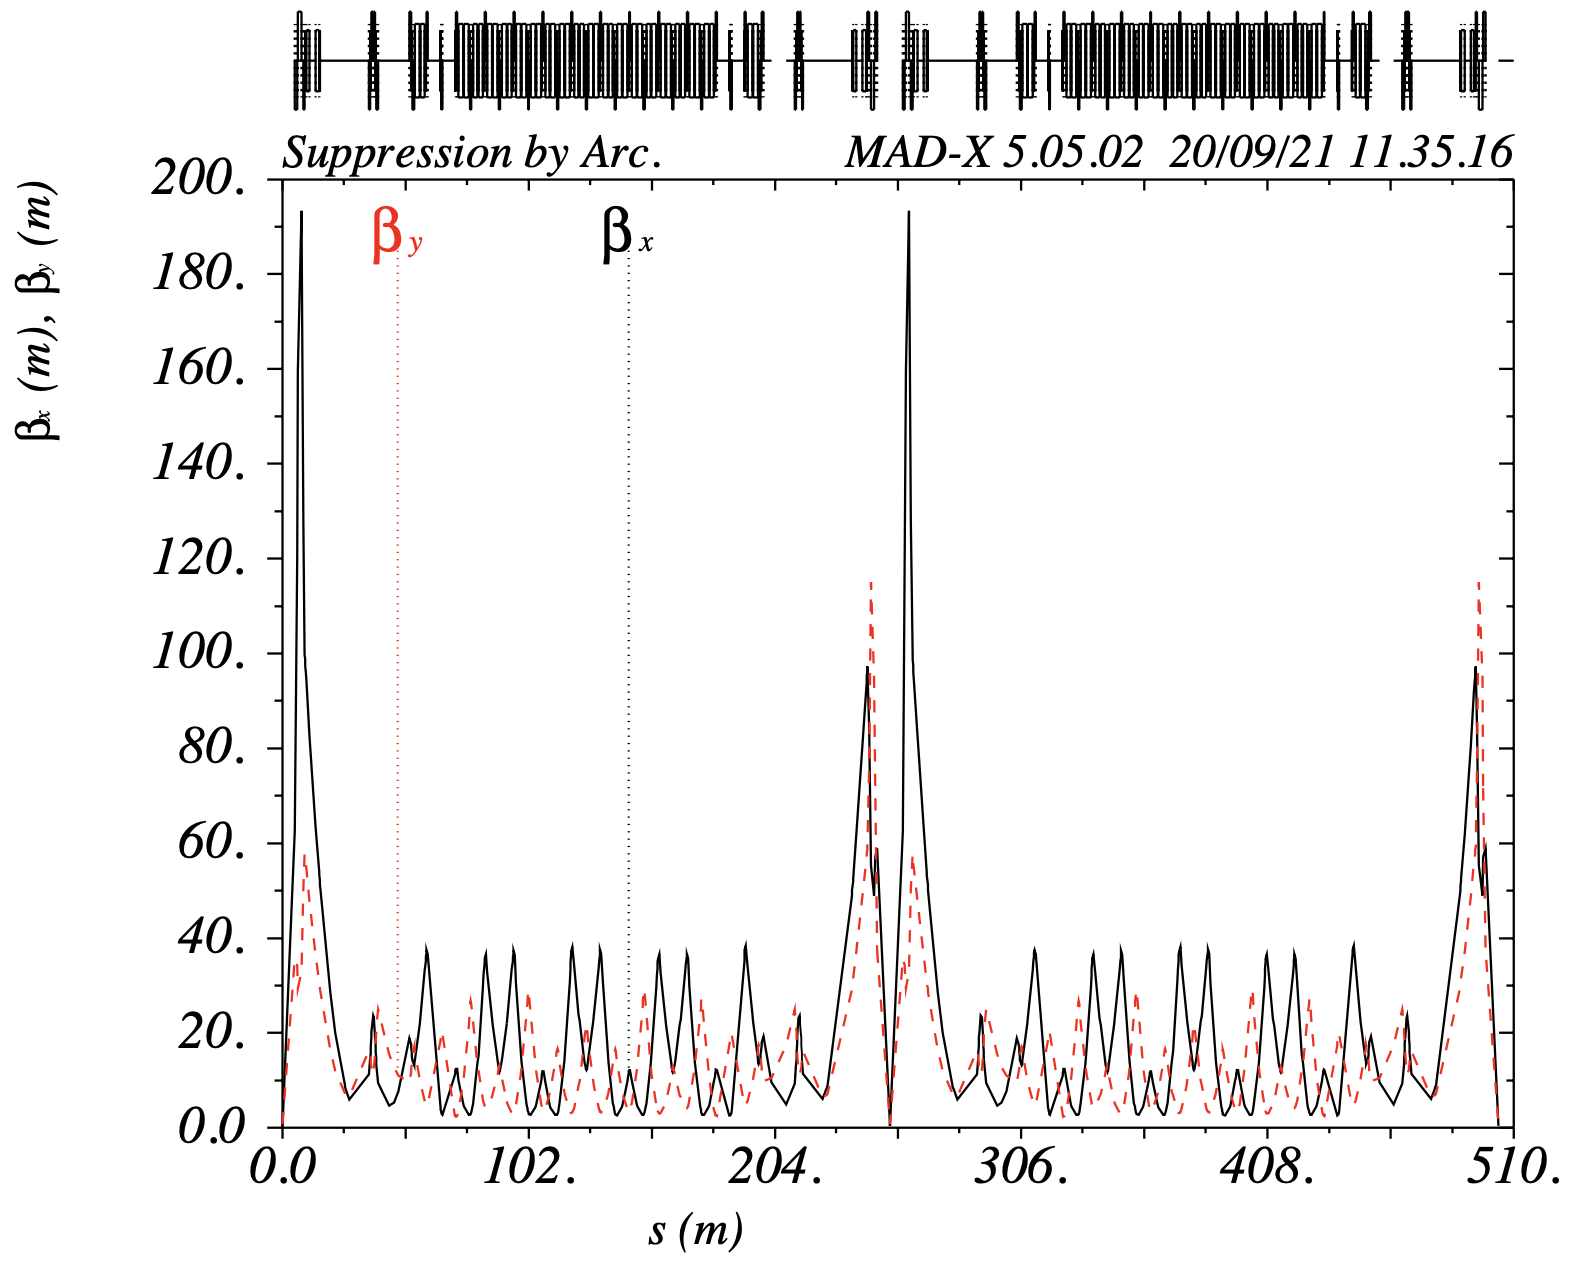 Suppression by Arc. MAD-X 5.05.02 20/09/21 11.35.16
βx (m), βy (m)
200.
180.
160.
140.
120.
100.
80.
60.
40.
20.
0.0
βy βx
0.0 102. 204. 306. 408. 510.
s (m)